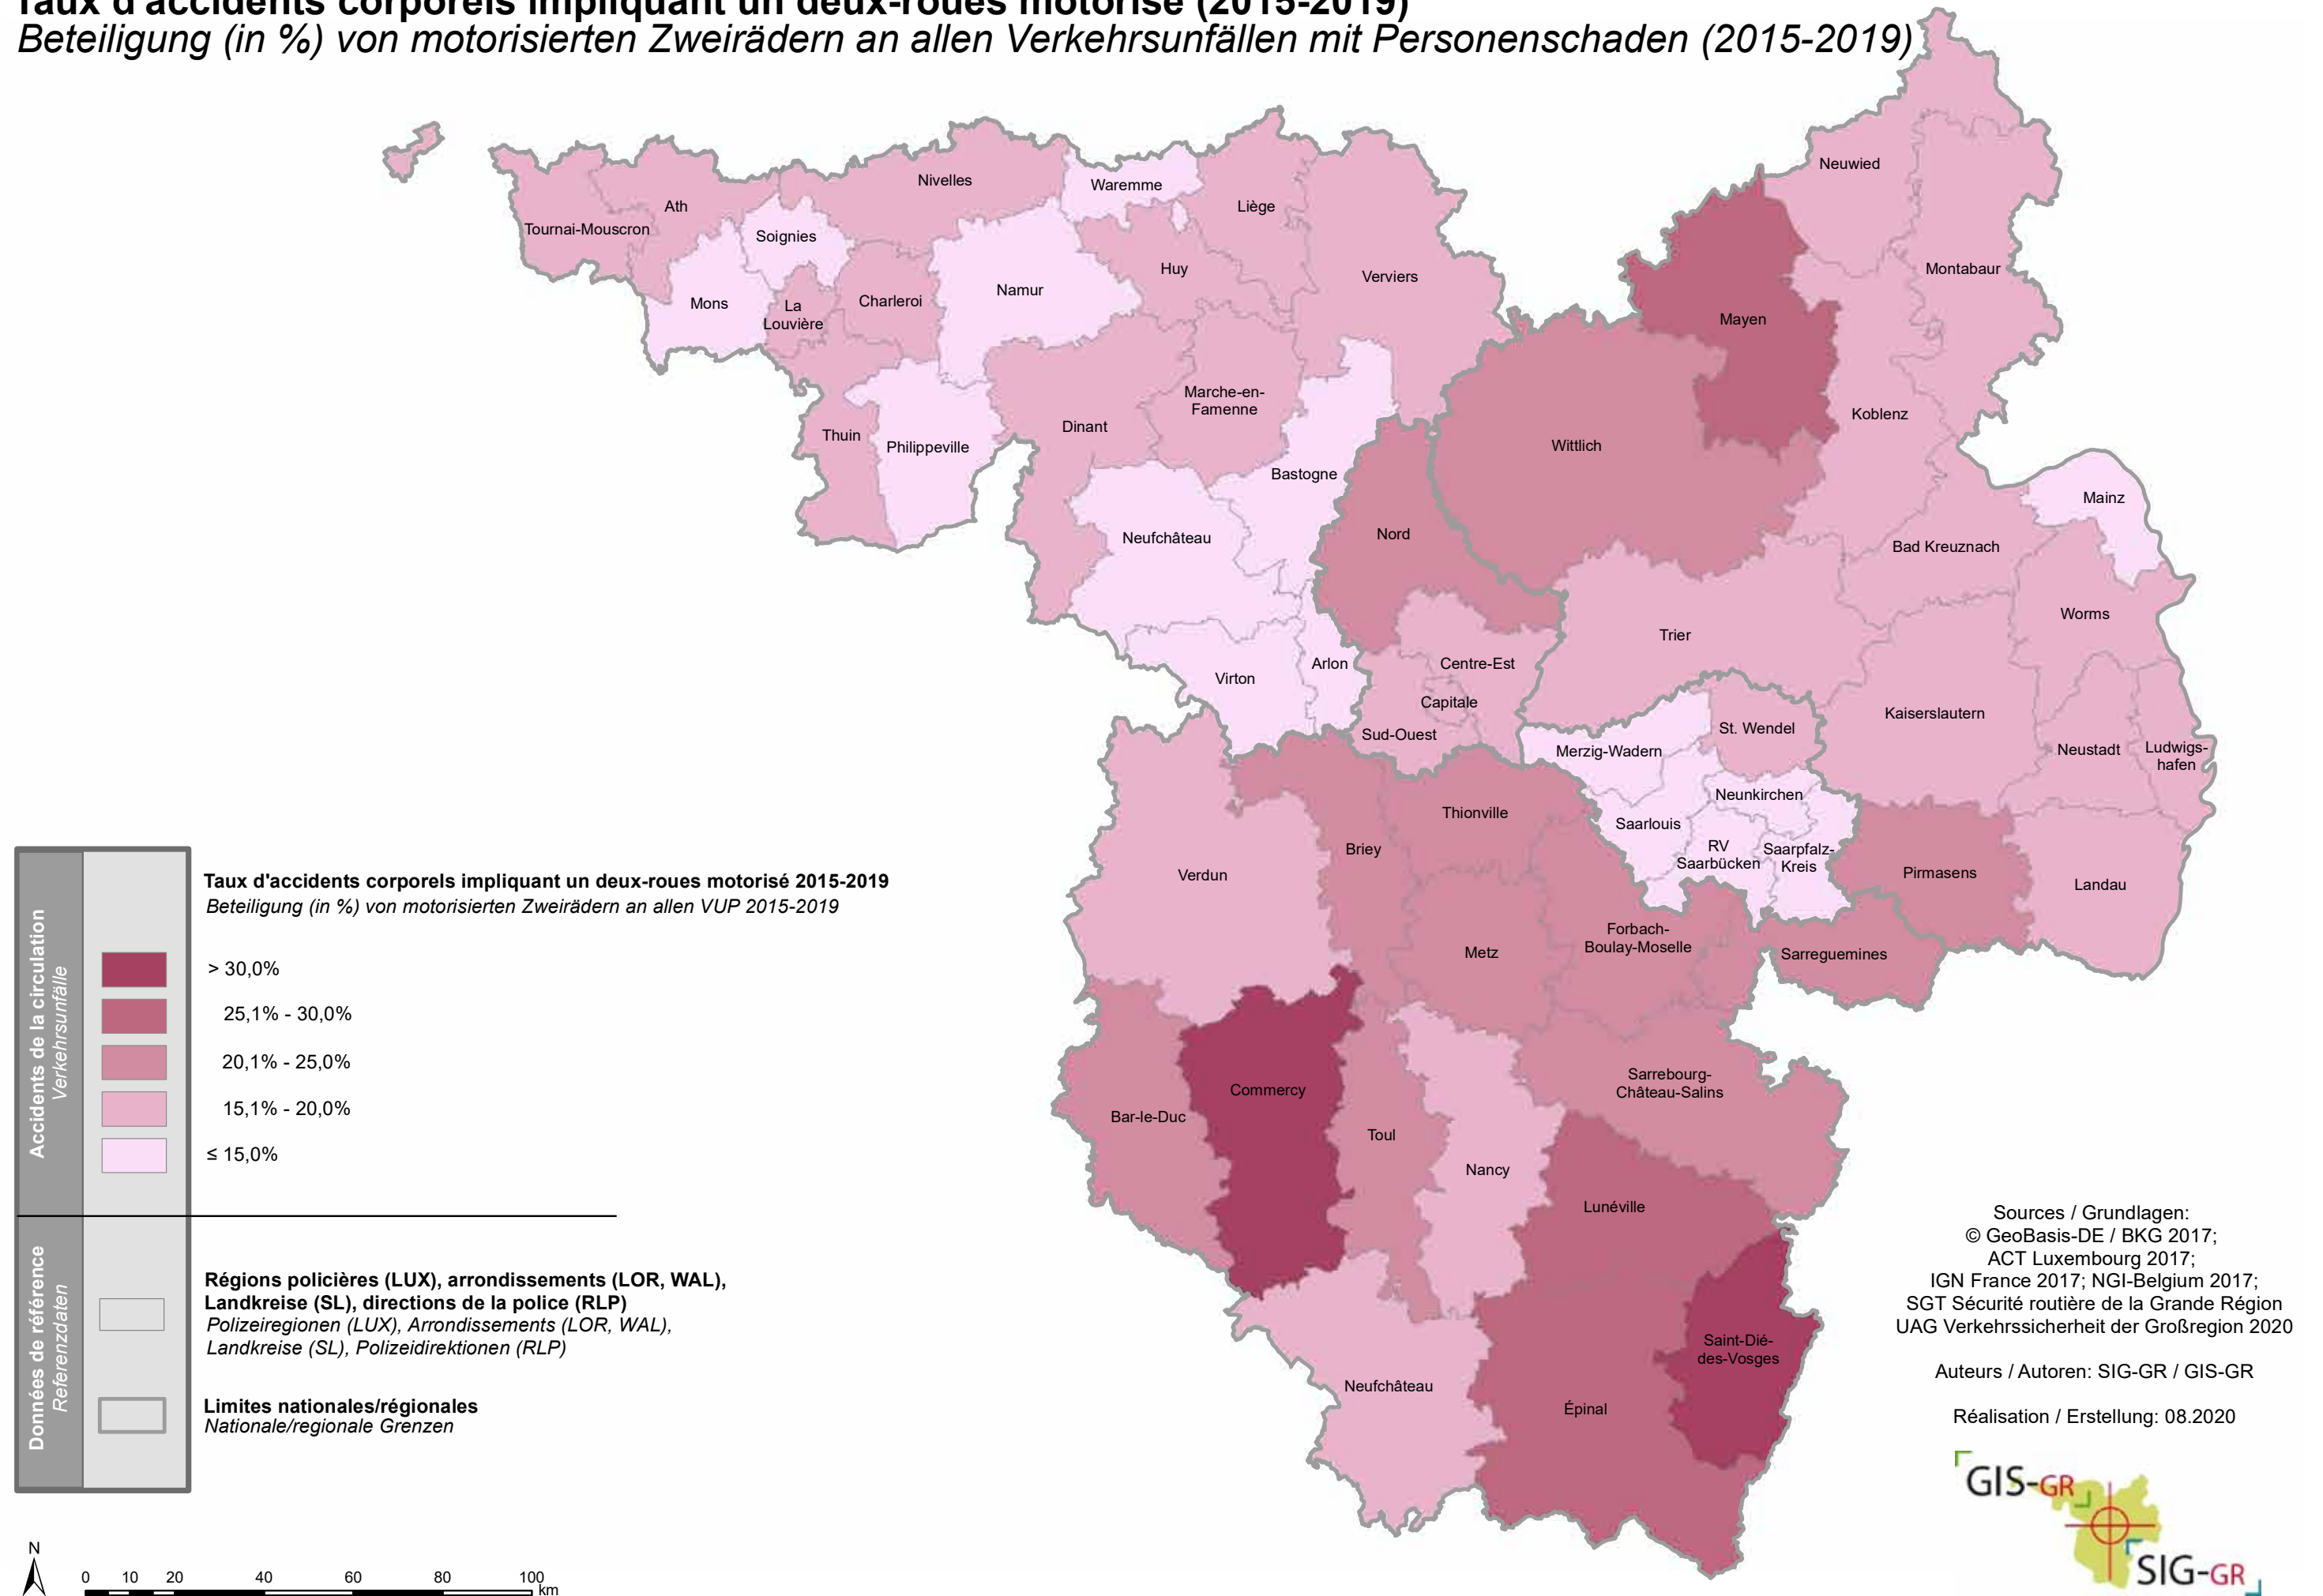 Taux d'accidents corporels impliquant un deux-roues motorisé (2015-2019)
Beteiligung (in %) von motorisierten Zweirädern an allen Verkehrsunfällen mit Personenschaden (2015-2019)
Neuwied
Nivelles
Waremme
Ath
Liège
Tournai-Mouscron
Soignies
Huy
Montabaur
Verviers
Namur
Mons
Charleroi
La
Louvière
Mayen
Marche-en-
Famenne
Koblenz
Dinant
Thuin
Philippeville
Wittlich
Bastogne
Mainz
Nord
Neufchâteau
Bad Kreuznach
Worms
Trier
Centre-Est
Arlon
Virton
Capitale
Kaiserslautern
St. Wendel
Sud-Ouest
Merzig-Wadern
Neustadt
Ludwigs-
hafen
Neunkirchen
Thionville
Saarlouis
RV
Saarbücken
Saarpfalz-
Kreis
Briey
Verdun
Pirmasens
Landau
Forbach-
Boulay-Moselle
Metz
Sarreguemines
Sarrebourg-
Château-Salins
Commercy
Bar-le-Duc
Toul
Nancy
Lunéville
Saint-Dié-
des-Vosges
Neufchâteau
Épinal
Accidents de la circulation
Verkehrsunfälle
Taux d'accidents corporels impliquant un deux-roues motorisé 2015-2019
Beteiligung (in %) von motorisierten Zweirädern an allen VUP 2015-2019
> 30,0%
25,1% - 30,0%
20,1% - 25,0%
15,1% - 20,0%
≤ 15,0%
Données de référence
Referenzdaten
Régions policières (LUX), arrondissements (LOR, WAL),
Landkreise (SL), directions de la police (RLP)
Polizeiregionen (LUX), Arrondissements (LOR, WAL),
Landkreise (SL), Polizeidirektionen (RLP)
Limites nationales/régionales
Nationale/regionale Grenzen
N
0 10 20 40 60 80 100
km
Sources / Grundlagen:
© GeoBasis-DE / BKG 2017;
ACT Luxembourg 2017;
IGN France 2017; NGI-Belgium 2017;
SGT Sécurité routière de la Grande Région
UAG Verkehrssicherheit der Großregion 2020
Auteurs / Autoren: SIG-GR / GIS-GR
Réalisation / Erstellung: 08.2020
GIS-GR
SIG-GR